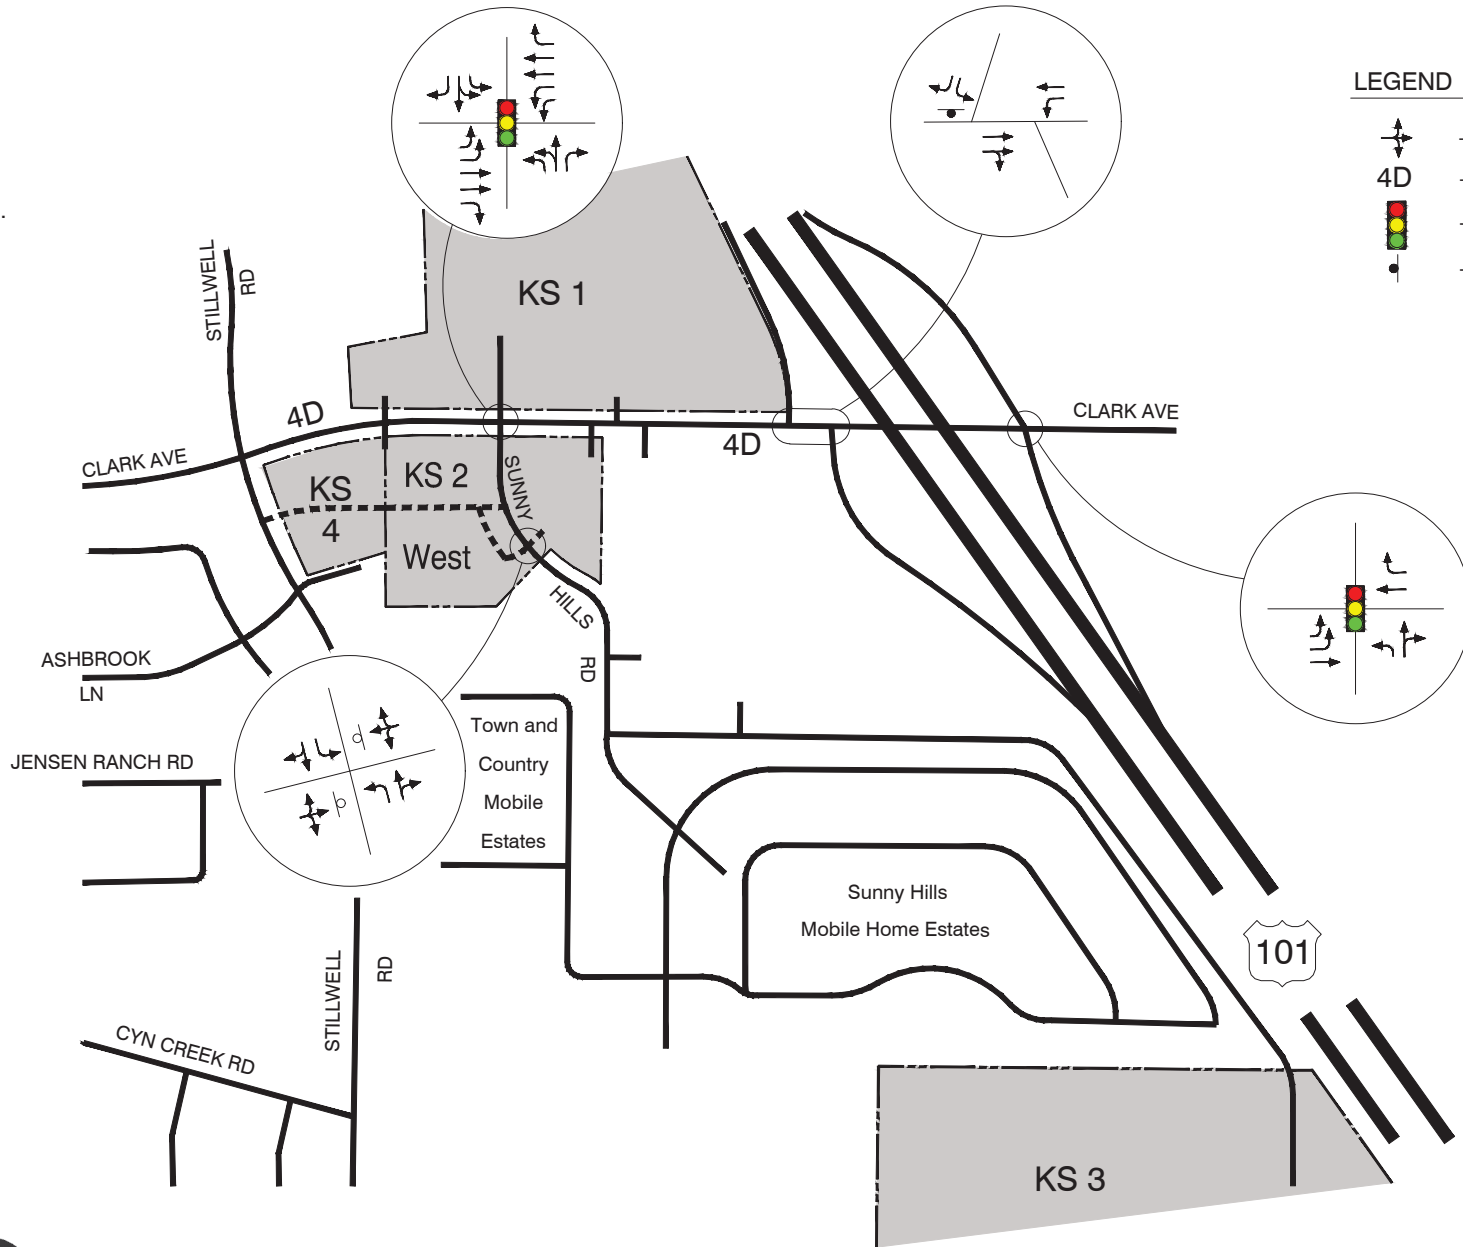 LEGEND
4D
STILLWELL
RD
KS 1
4D
CLARK AVE
4D
CLARK AVE
KS
4
KS 2
West
SUNNY
HILLS
RD
ASHBROOK
LN
JENSEN RANCH RD
Town and
Country
Mobile
Estates
Sunny Hills
Mobile Home Estates
101
STILLWELL
RD
CYN CREEK RD
KS 3